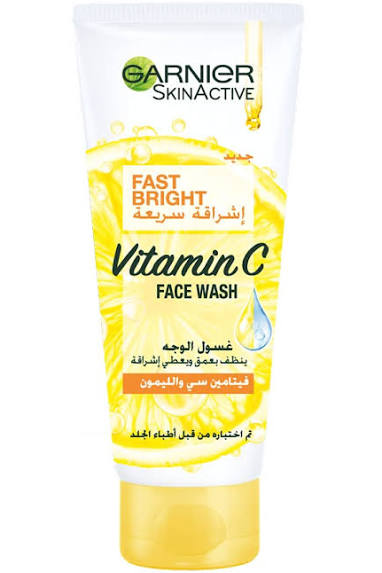 GARNIER
SKINACTIVE
جديد
FAST
BRIGHT
إشراقة سريعة
Vitamin C
FACE WASH
غسول الوجه
ينظف بعمق ويعطي إشراقة
فيتامين سي والليمون
تم اختباره من قبل أطباء الجلد